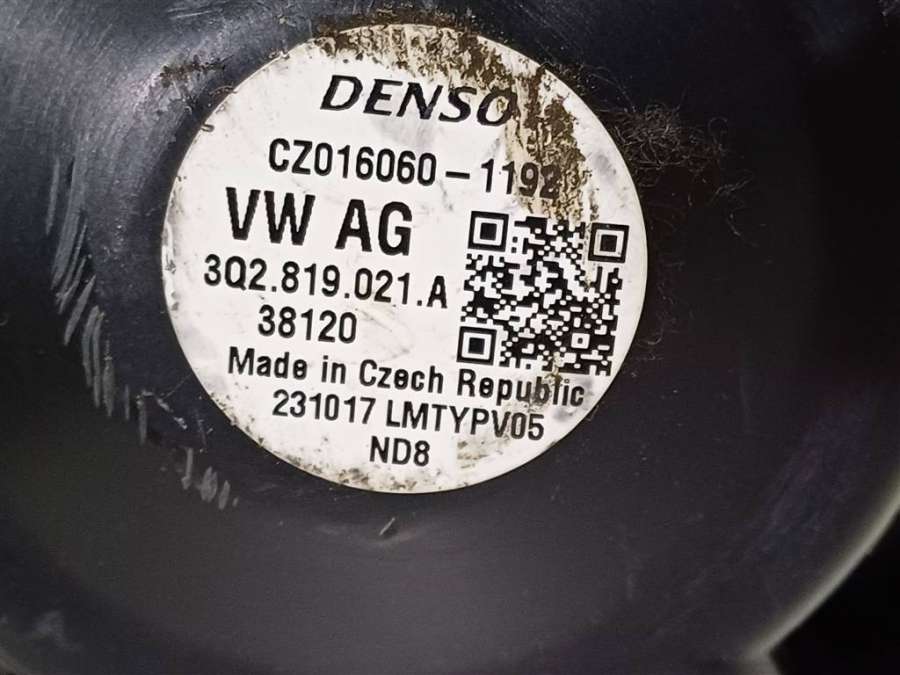 DENSO
CZ016060-1192
VW AG
3Q2.819.021.A
38120
Made in Czech Republic
231017 LMTYPV05
ND8